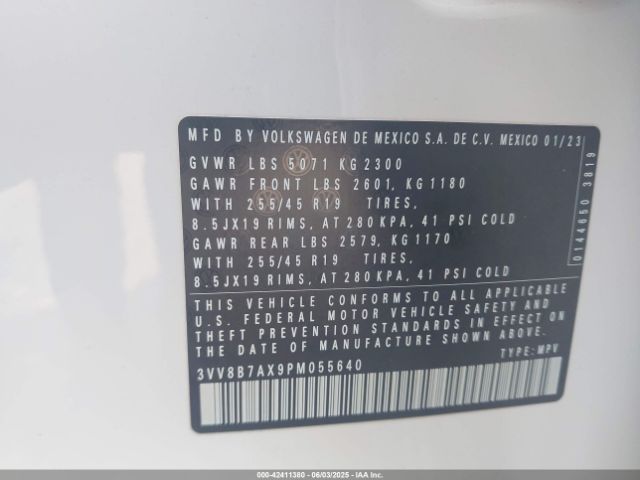 MFD BY VOLKSWAGEN DE MEXICO S.A. DE C.V. MEXICO 01/23
GVWR LBS 5071 KG 2300
GAWR FRONT LBS 2601, KG 1180
WITH 255/45 R19 TIRES,
8.5JX19 RIMS, AT 280 KPA, 41 PSI COLD
GAWR REAR LBS 2579, KG 1170
WITH 255/45 R19 TIRES,
8.5JX19 RIMS, AT 280 KPA, 41 PSI COLD
THIS VEHICLE CONFORMS TO ALL APPLICABLE
U.S. FEDERAL MOTOR VEHICLE SAFETY AND
THEFT PREVENTION STANDARDS IN EFFECT ON
THE DATE OF MANUFACTURE SHOWN ABOVE.
3VV8B7AX9PM055640 TYPE: MPV
0144650 3819
000-42411380 - 06/03/2025 - IAAI.COM